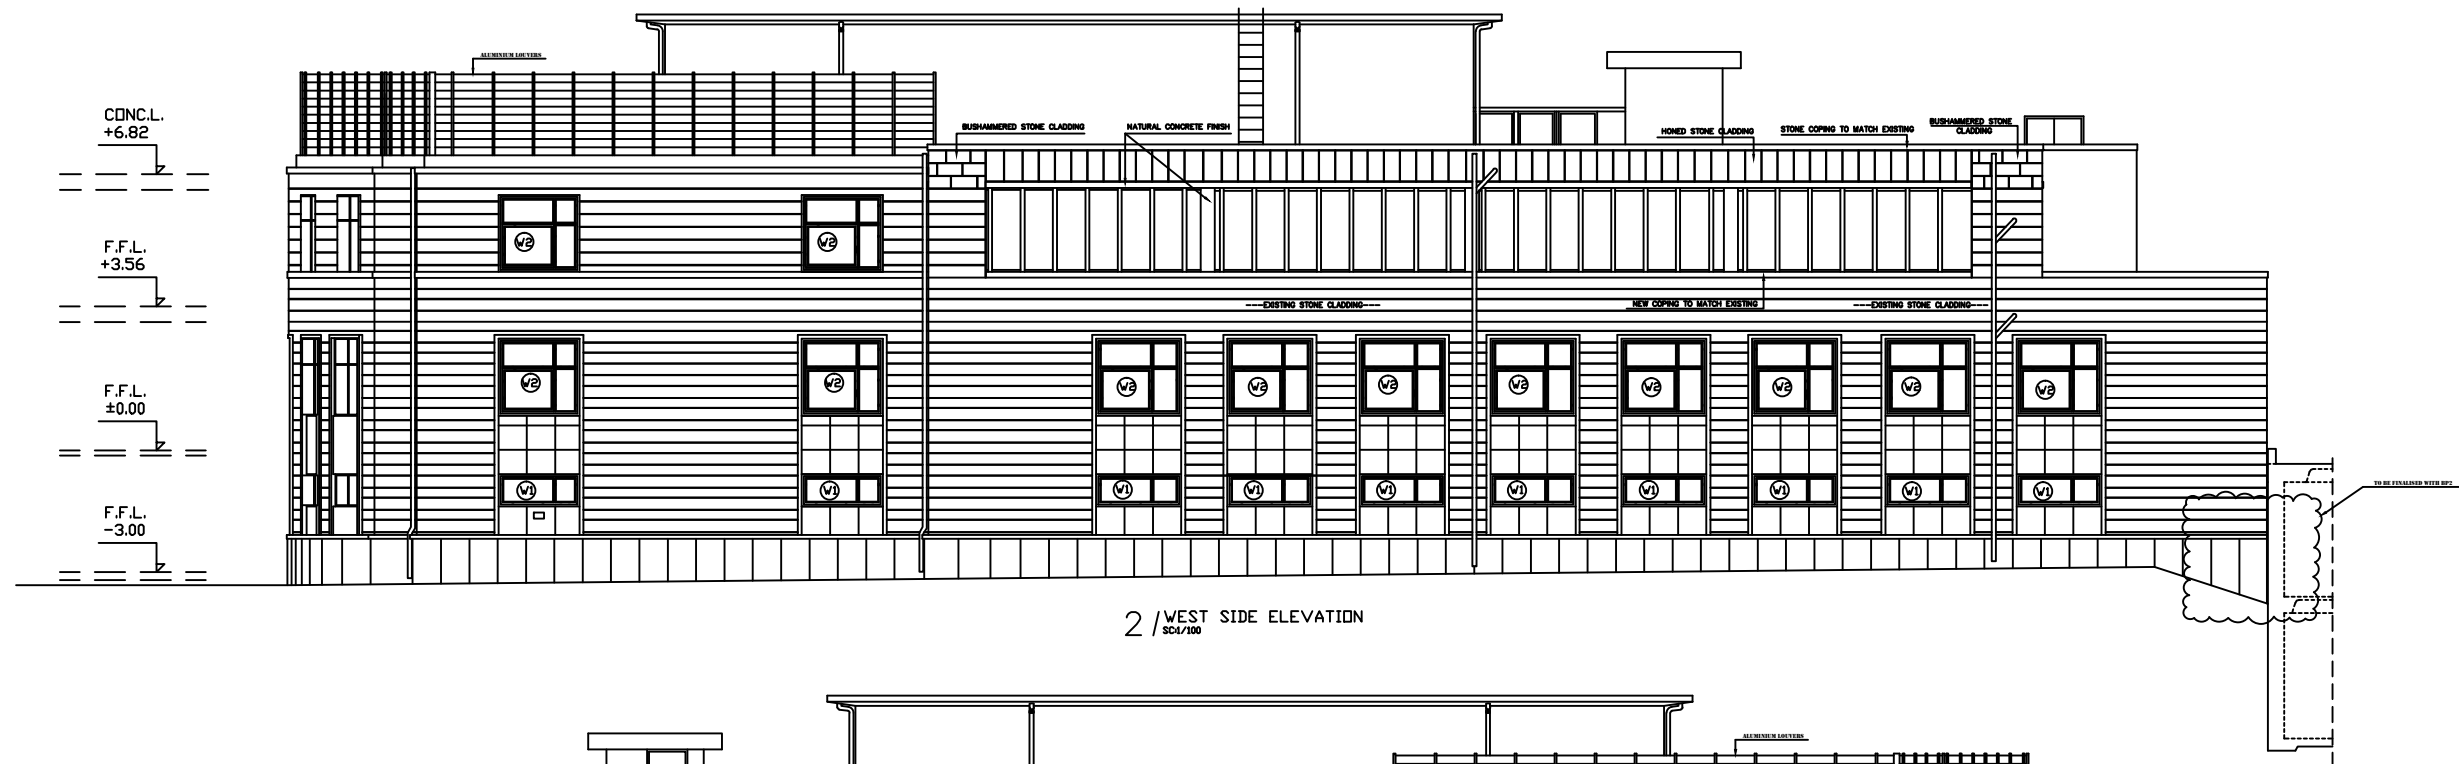 ALUMINIUM LOUVERS
CONC.L.
+6.82
BUSHAMMERED STONE CLADDING
NATURAL CONCRETE FINISH
HONED STONE CLADDING
STONE COPING TO MATCH EXISTING
BUSHAMMERED STONE
CLADDING
F.F.L.
+3.56
W2
W2
---EXISTING STONE CLADDING---
NEW COPING TO MATCH EXISTING
---EXISTING STONE CLADDING---
F.F.L.
±0.00
W2
W2
W2
W2
W2
W2
W2
W2
W2
W2
F.F.L.
-3.00
W1
W1
W1
W1
W1
W1
W1
W1
W1
W1
TO BE FINALISED WITH BP2
2 / WEST SIDE ELEVATION
SC:1/100
ALUMINIUM LOUVERS